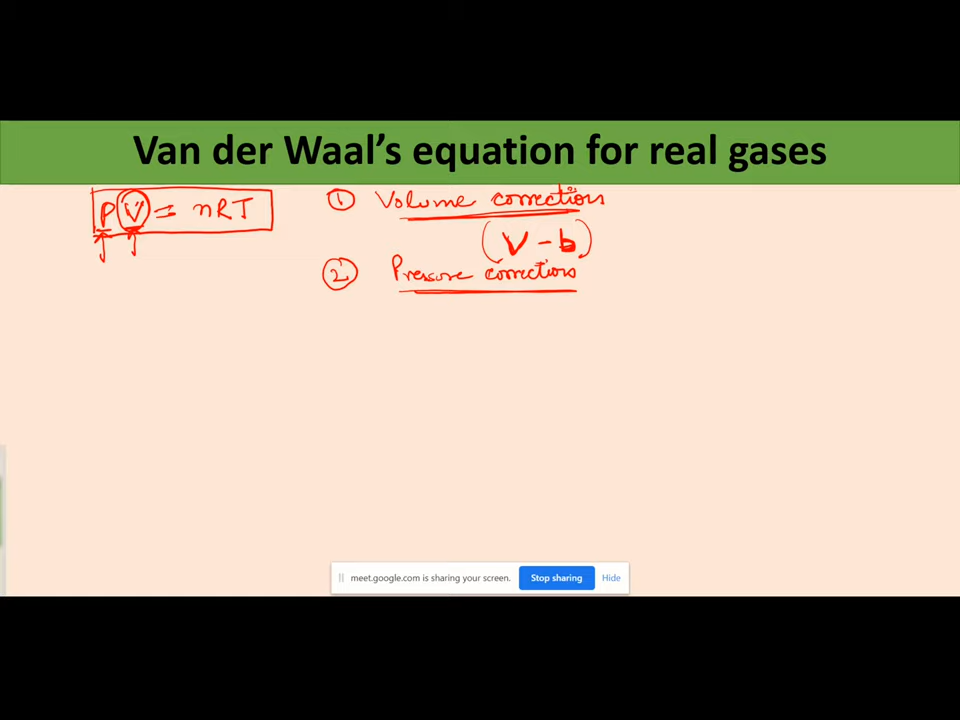 Van der Waal's equation for real gases
PV = nRT
① Volume correction
(V - b)
② Pressure correction
meet.google.com is sharing your screen. Stop sharing Hide